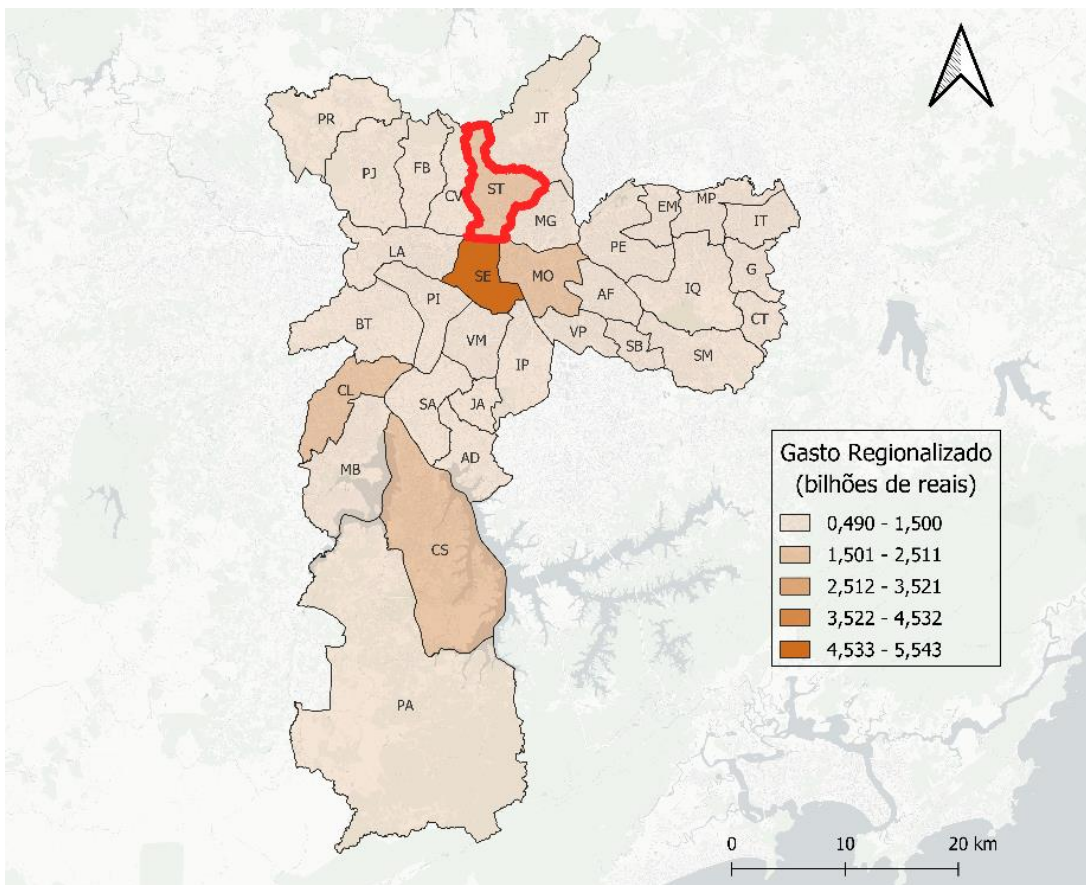 JT
PR
PJ
FB
CV
ST
MG
EM
MP
IT
PE
LA
SE
MO
G
IQ
AF
PI
BT
VM
VP
CT
SB
SM
IP
CL
SA
JA
MB
AD
CS
PA
Gasto Regionalizado
(bilhões de reais)
0,490 - 1,500
1,501 - 2,511
2,512 - 3,521
3,522 - 4,532
4,533 - 5,543
0 10 20 km